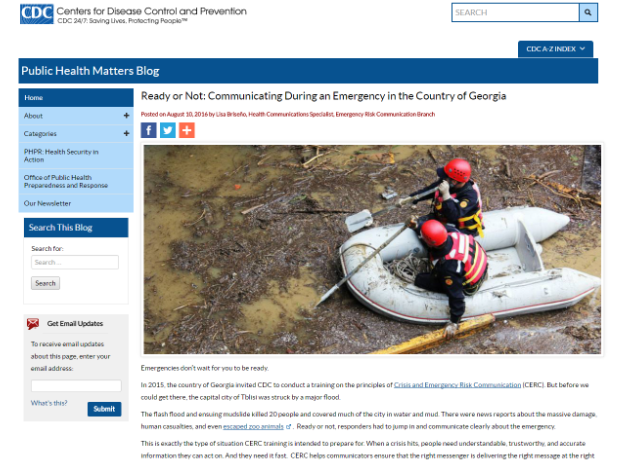 CDC Centers for Disease Control and Prevention
CDC 24/7: Saving Lives, Protecting People™
SEARCH
CDC A-Z INDEX
Public Health Matters Blog
Home
About +
Categories +
PHPR: Health Security in
Action
Office of Public Health
Preparedness and Response
Our Newsletter
Search This Blog
Search for:
Search...
Search
Get Email Updates
To receive email updates
about this page, enter your
email address:
What's this?
Submit
Ready or Not: Communicating During an Emergency in the Country of Georgia
Posted on August 10, 2016 by Lisa Briseño, Health Communications Specialist, Emergency Risk Communication Branch
Emergencies don't wait for you to be ready.
In 2015, the country of Georgia invited CDC to conduct a training on the principles of Crisis and Emergency Risk Communication (CERC). But before we
could get there, the capital city of Tblisi was struck by a major flood.
The flash flood and ensuing mudslide killed 20 people and covered much of the city in water and mud. There were news reports about the massive damage,
human casualties, and even escaped zoo animals . Ready or not, responders had to jump in and communicate clearly about the emergency.
This is exactly the type of situation CERC training is intended to prepare for. When a crisis hits, people need understandable, trustworthy, and accurate
information they can act on. And they need it fast. CERC helps communicators ensure that the right messenger is delivering the right message at the right